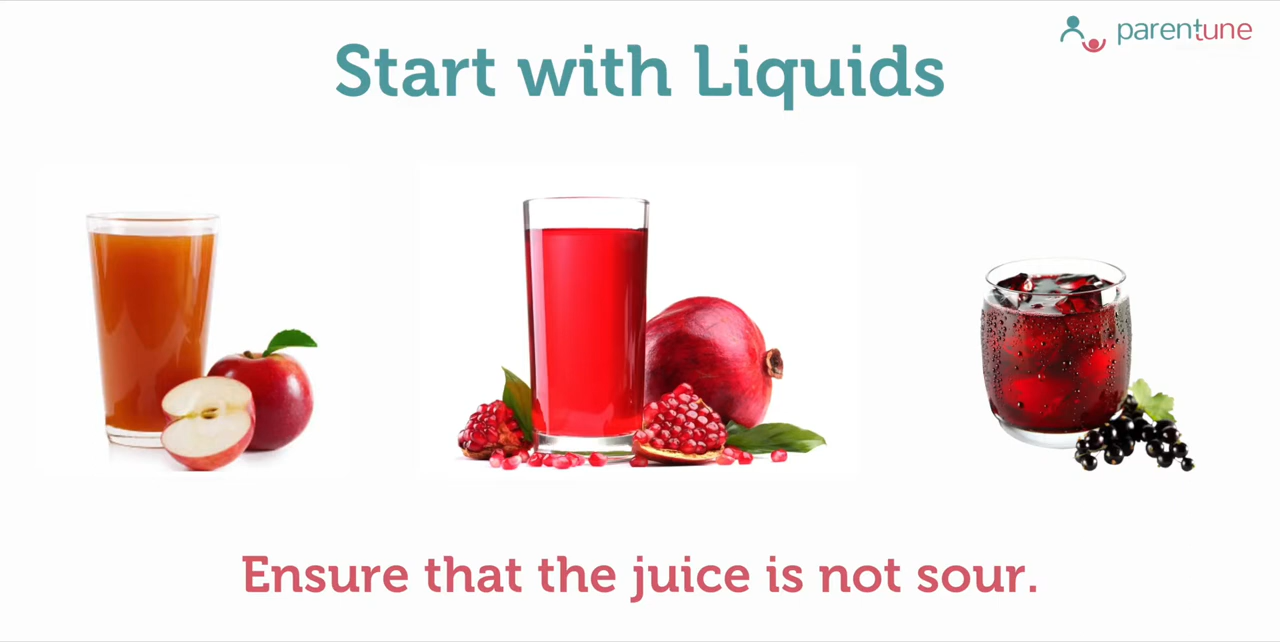 parentune
Start with Liquids
Ensure that the juice is not sour.